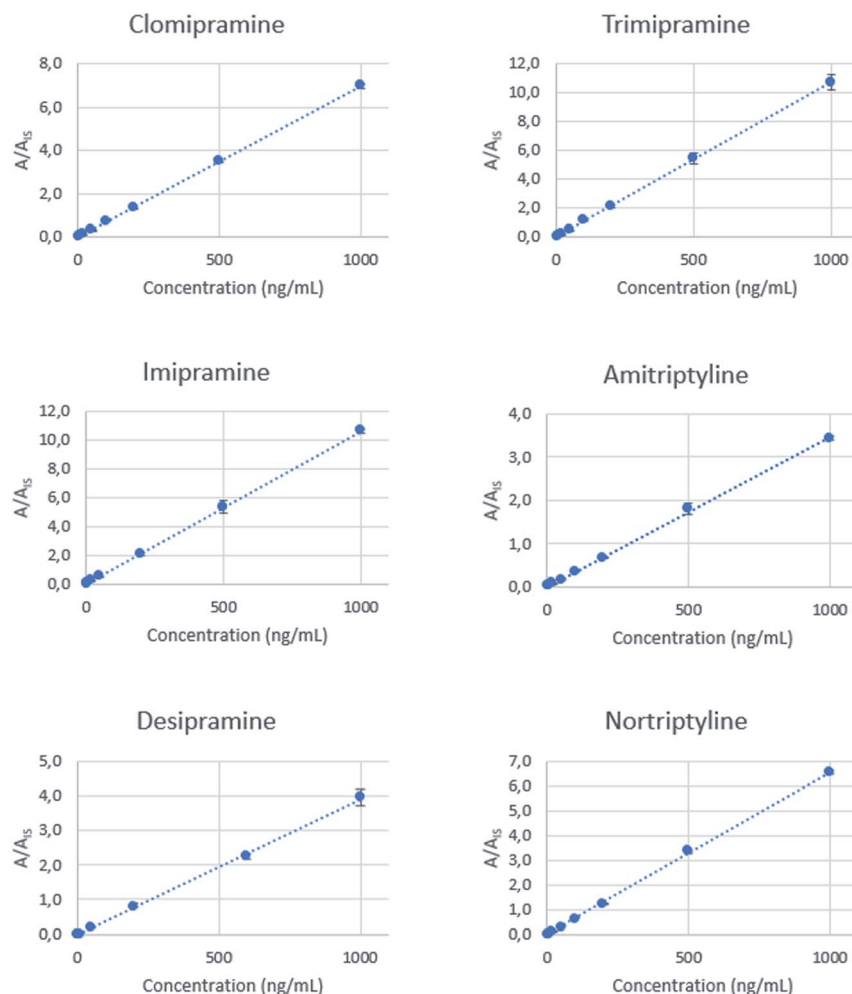 Clomipramine
8,0
6,0
4,0
2,0
0,0
A/A_IS
0 500 1000
Concentration (ng/mL)
Trimipramine
12,0
10,0
8,0
6,0
4,0
2,0
0,0
A/A_IS
0 500 1000
Concentration (ng/mL)
Imipramine
12,0
10,0
8,0
6,0
4,0
2,0
0,0
A/A_IS
0 500 1000
Concentration (ng/mL)
Amitriptyline
4,0
3,0
2,0
1,0
0,0
A/A_IS
0 500 1000
Concentration (ng/mL)
Desipramine
5,0
4,0
3,0
2,0
1,0
0,0
A/A_IS
0 500 1000
Concentration (ng/mL)
Nortriptyline
7,0
6,0
5,0
4,0
3,0
2,0
1,0
0,0
A/A_IS
0 500 1000
Concentration (ng/mL)